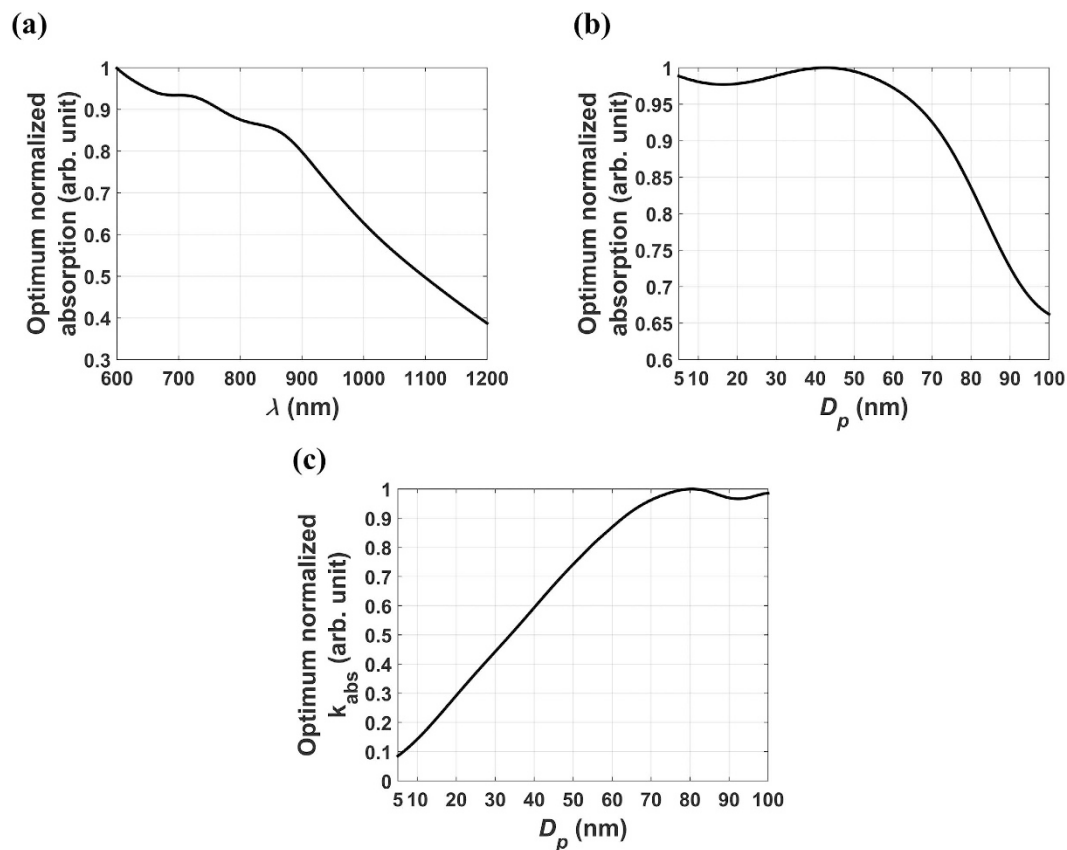 (a)
Optimum normalized
absorption (arb. unit)
1
0.9
0.8
0.7
0.6
0.5
0.4
0.3
600 700 800 900 1000 1100 1200
λ (nm)
(b)
Optimum normalized
absorption (arb. unit)
1
0.95
0.9
0.85
0.8
0.75
0.7
0.65
0.6
5 10 20 30 40 50 60 70 80 90 100
Dp (nm)
(c)
Optimum normalized
kabs (arb. unit)
1
0.9
0.8
0.7
0.6
0.5
0.4
0.3
0.2
0.1
0
5 10 20 30 40 50 60 70 80 90 100
Dp (nm)